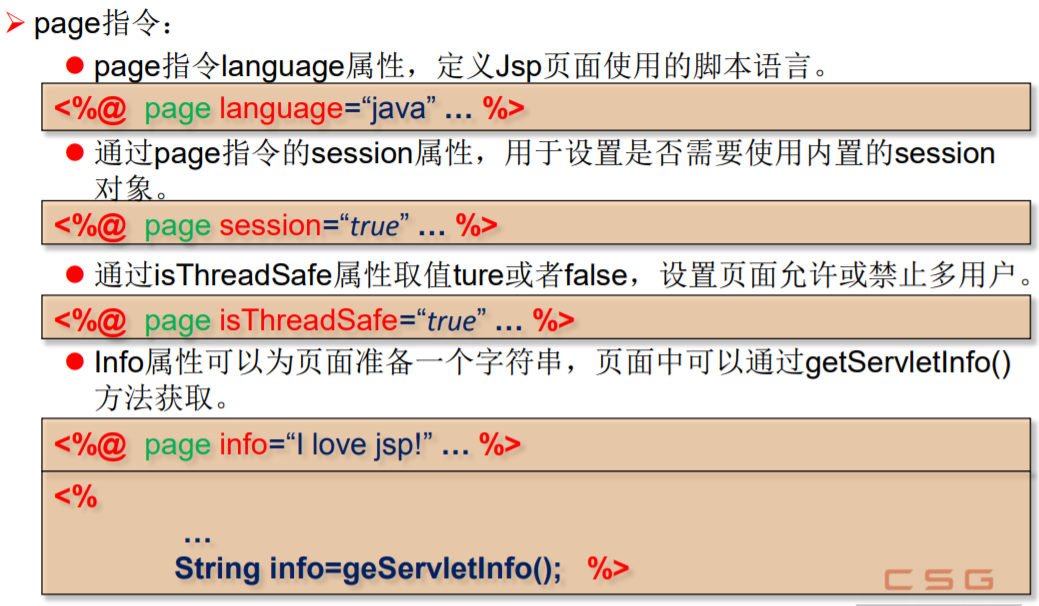 page指令：
page指令language属性，定义Jsp页面使用的脚本语言。
<%@ page language=“java” ... %>
通过page指令的session属性，用于设置是否需要使用内置的session
对象。
<%@ page session=“true” ... %>
通过isThreadSafe属性取值ture或者false，设置页面允许或禁止多用户。
<%@ page isThreadSafe=“true” ... %>
Info属性可以为页面准备一个字符串，页面中可以通过getServletInfo()
方法获取。
<%@ page info=“I love jsp!” ... %>
<%
...
String info=geServletInfo(); %>
CSG